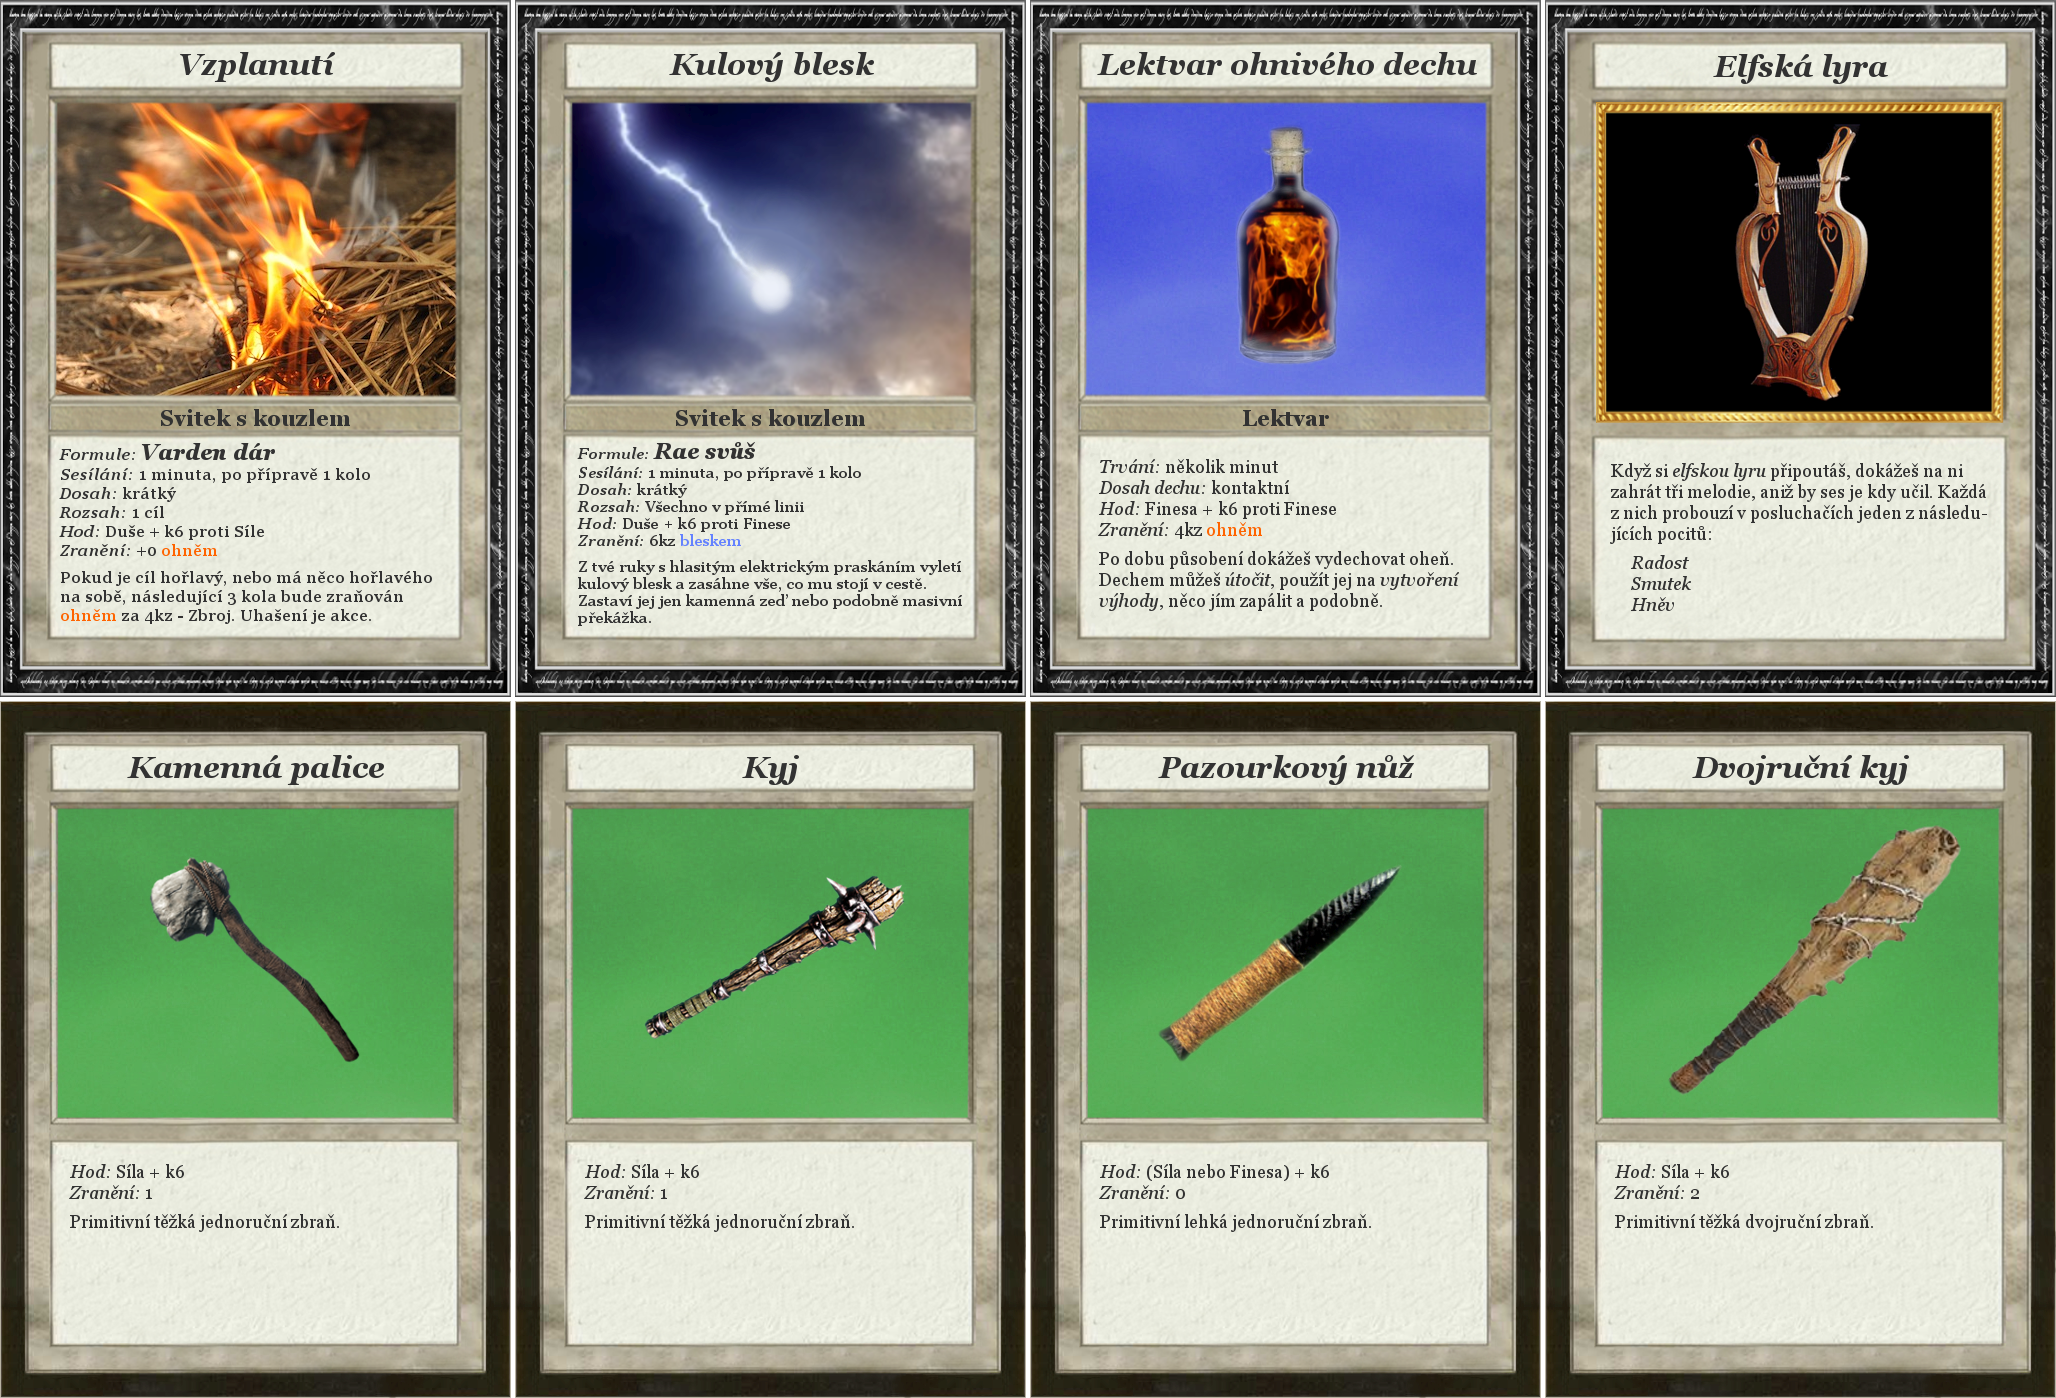 Vzplanutí
Svitek s kouzlem
Formule: Varden dár
Sesílání: 1 minuta, po přípravě 1 kolo
Dosah: krátký
Rozsah: 1 cíl
Hod: Duše + k6 proti Síle
Zranění: +0 ohněm
Pokud je cíl hořlavý, nebo má něco hořlavého
na sobě, následující 3 kola bude zraňován
ohněm za 4kz - Zbroj. Uhašení je akce.
Kulový blesk
Svitek s kouzlem
Formule: Rae svůš
Sesílání: 1 minuta, po přípravě 1 kolo
Dosah: krátký
Rozsah: Všechno v přímé linii
Hod: Duše + k6 proti Finese
Zranění: 6kz bleskem
Z tvé ruky s hlasitým elektrickým praskáním vyletí
kulový blesk a zasáhne vše, co mu stojí v cestě.
Zastaví jej jen kamenná zeď nebo podobně masivní
překážka.
Lektvar ohnivého dechu
Lektvar
Trvání: několik minut
Dosah dechu: kontaktní
Hod: Finesa + k6 proti Finese
Zranění: 4kz ohněm
Po dobu působení dokážeš vydechovat oheň.
Dechem můžeš útočit, použít jej na vytvoření
výhody, něco jím zapálit a podobně.
Elfská lyra
Když si elfskou lyru připoutáš, dokážeš na ni
zahrát tři melodie, aniž by ses je kdy učil. Každá
z nich probouzí v posluchačích jeden z následu-
jících pocitů:
Radost
Smutek
Hněv
Kamenná palice
Hod: Síla + k6
Zranění: 1
Primitivní těžká jednoruční zbraň.
Kyj
Hod: Síla + k6
Zranění: 1
Primitivní těžká jednoruční zbraň.
Pazourkový nůž
Hod: (Síla nebo Finesa) + k6
Zranění: 0
Primitivní lehká jednoruční zbraň.
Dvojruční kyj
Hod: Síla + k6
Zranění: 2
Primitivní těžká dvojruční zbraň.